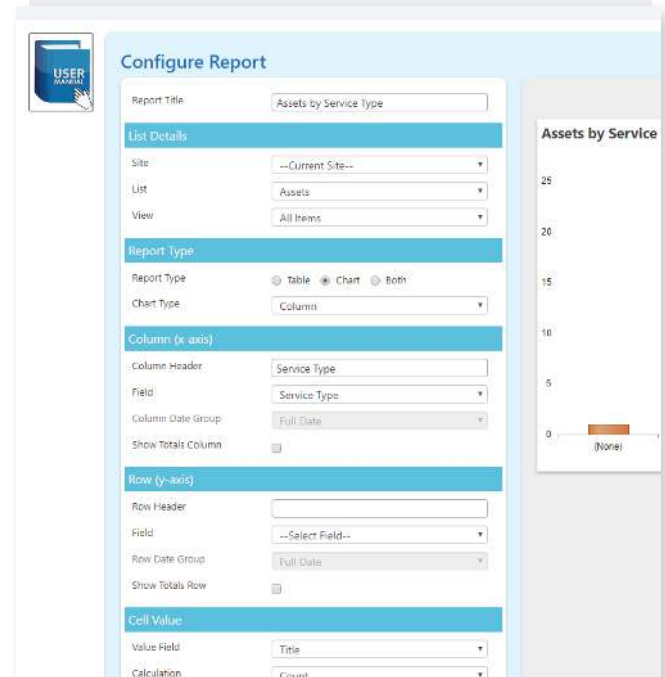 USER
MANUAL
Configure Report
Report Title Assets by Service Type
List Details
Site --Current Site--
List Assets
View All Items
Report Type
Report Type Table Chart Both
Chart Type Column
Column (x-axis)
Column Header Service Type
Field Service Type
Column Date Group Full Date
Show Totals Column
Row (y-axis)
Row Header
Field --Select Field--
Row Date Group Full Date
Show Totals Row
Cell Value
Value Field Title
Calculation Count
Assets by Service
25
20
15
10
5
0
(None)